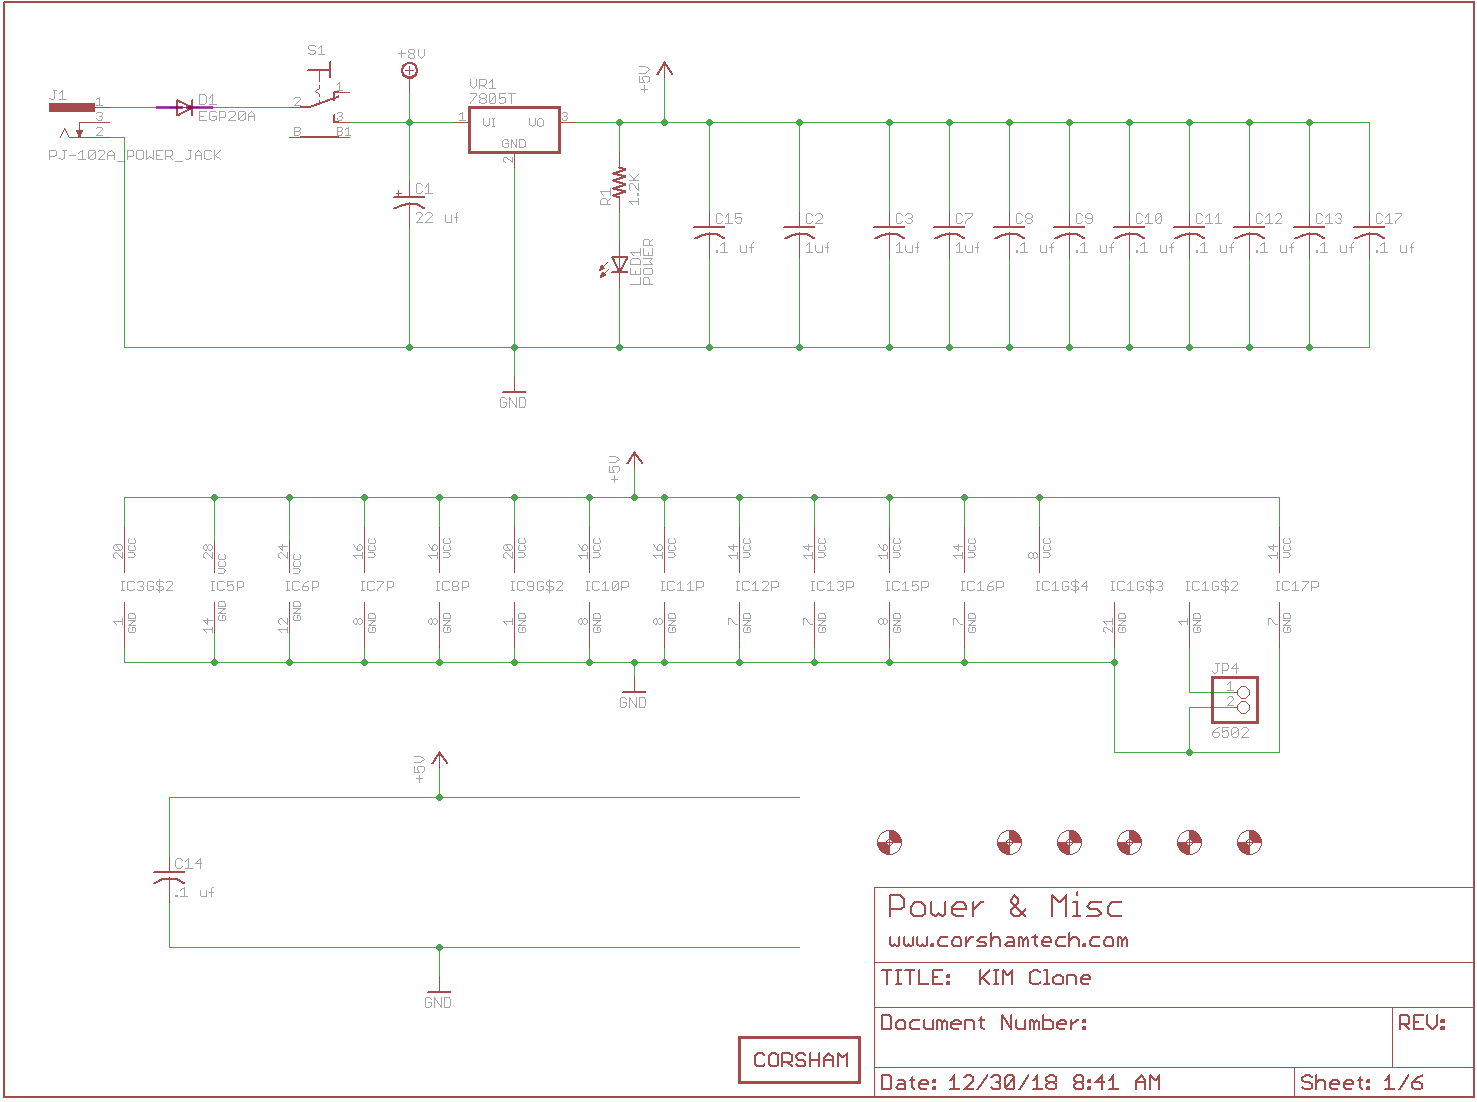 S1
+8V
J1
1
3
2
D1
EGP20A
2
1
3
B
B1
VR1
7805T
1
VI
VO
3
GND
2
+5V
PJ-102A_POWER_JACK
C1
+
22 uf
R1
1.2K
LED1
POWER
C15
.1 uf
C2
1uf
C3
1uf
C7
1uf
C8
.1 uf
C9
.1 uf
C10
.1 uf
C11
.1 uf
C12
.1 uf
C13
.1 uf
C17
.1 uf
GND
+5V
20 VCC
28 VCC
24 VCC
16 VCC
16 VCC
20 VCC
16 VCC
16 VCC
14 VCC
14 VCC
16 VCC
14 VCC
8 VCC
14 VCC
IC3G$2 IC5P IC6P IC7P IC8P IC9G$2 IC10P IC11P IC12P IC13P IC15P IC16P IC1G$4 IC1G$3 IC1G$2 IC17P
1 GND
14 GND
12 GND
8 GND
8 GND
1 GND
8 GND
8 GND
7 GND
7 GND
8 GND
7 GND
21 GND
1 GND
7 GND
GND
JP4
1
2
6502
+5V
C14
.1 uf
GND
Power & Misc
www.corshamtech.com
TITLE: KIM Clone
Document Number:
REV:
CORSHAM
Date: 12/30/18 8:41 AM
Sheet: 1/6